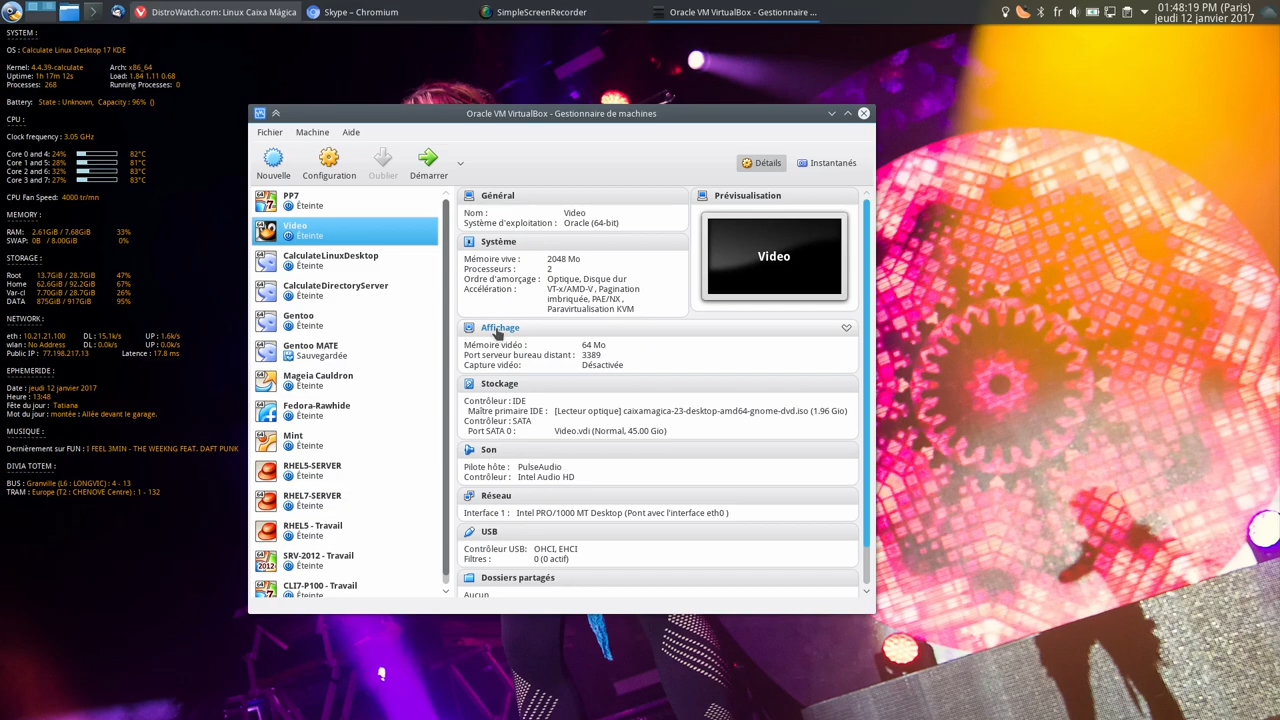 DistroWatch.com: Linux Caixa Mágica
Skype – Chromium
SimpleScreenRecorder
Oracle VM VirtualBox - Gestionnaire ...
fr
01:48:19 PM (Paris)
jeudi 12 janvier 2017
SYSTEM :
OS : Calculate Linux Desktop 17 KDE
Kernel: 4.4.39-calculate Arch: x86_64
Uptime: 1h 17m 12s Load: 1.84 1.11 0.68
Processes: 268 Running Processes: 0
Battery: State : Unknown, Capacity : 96% ()
CPU :
Clock frequency : 3.05 GHz
Core 0 and 4: 24% 82°C
Core 1 and 5: 28% 81°C
Core 2 and 6: 32% 83°C
Core 3 and 7: 27% 83°C
CPU Fan Speed: 4000 tr/mn
MEMORY :
RAM: 2.61GiB / 7.68GiB 33%
SWAP: 0B / 8.00GiB 0%
STORAGE :
Root 13.7GiB / 28.7GiB 47%
Home 62.6GiB / 92.2GiB 67%
Var-cl 7.70GiB / 28.7GiB 26%
DATA 875GiB / 917GiB 95%
NETWORK :
eth : 10.21.21.100 DL : 15.1k/s UP : 1.6k/s
wlan : No Address DL : 0.0k/s UP : 0.0k/s
Public IP : 77.198.217.13 Latence : 17.8 ms
EPHEMERIDE :
Date : jeudi 12 janvier 2017
Heure : 13:48
Fête du jour : Tatiana
Mot du jour : montée : Allée devant le garage.
MUSIQUE :
Dernièrement sur FUN : I FEEL 3MIN - THE WEEKNG FEAT. DAFT PUNK
DIVIA TOTEM :
BUS : Granville (L6 : LONGVIC) : 4 - 13
TRAM : Europe (T2 : CHENOVE Centre) : 1 - 132
Oracle VM VirtualBox - Gestionnaire de machines
Fichier Machine Aide
Nouvelle Configuration Oublier Démarrer
Détails Instantanés
PP7
Éteinte
Video
Éteinte
CalculateLinuxDesktop
Éteinte
CalculateDirectoryServer
Éteinte
Gentoo
Éteinte
Gentoo MATE
Sauvegardée
Mageia Cauldron
Éteinte
Fedora-Rawhide
Éteinte
Mint
Éteinte
RHEL5-SERVER
Éteinte
RHEL7-SERVER
Éteinte
RHEL5 - Travail
Éteinte
SRV-2012 - Travail
Éteinte
CLI7-P100 - Travail
Éteinte
Général
Nom : Video
Système d'exploitation : Oracle (64-bit)
Système
Mémoire vive : 2048 Mo
Processeurs : 2
Ordre d'amorçage : Optique, Disque dur
Accélération : VT-x/AMD-V , Pagination
imbriquée, PAE/NX ,
Paravirtualisation KVM
Prévisualisation
Video
Affichage
Mémoire vidéo : 64 Mo
Port serveur bureau distant : 3389
Capture vidéo: Désactivée
Stockage
Contrôleur : IDE
Maître primaire IDE : [Lecteur optique] caixamagica-23-desktop-amd64-gnome-dvd.iso (1.96 Gio)
Contrôleur : SATA
Port SATA 0 : Video.vdi (Normal, 45.00 Gio)
Son
Pilote hôte : PulseAudio
Contrôleur : Intel Audio HD
Réseau
Interface 1 : Intel PRO/1000 MT Desktop (Pont avec l'interface eth0 )
USB
Contrôleur USB: OHCI, EHCI
Filtres : 0 (0 actif)
Dossiers partagés
Aucun